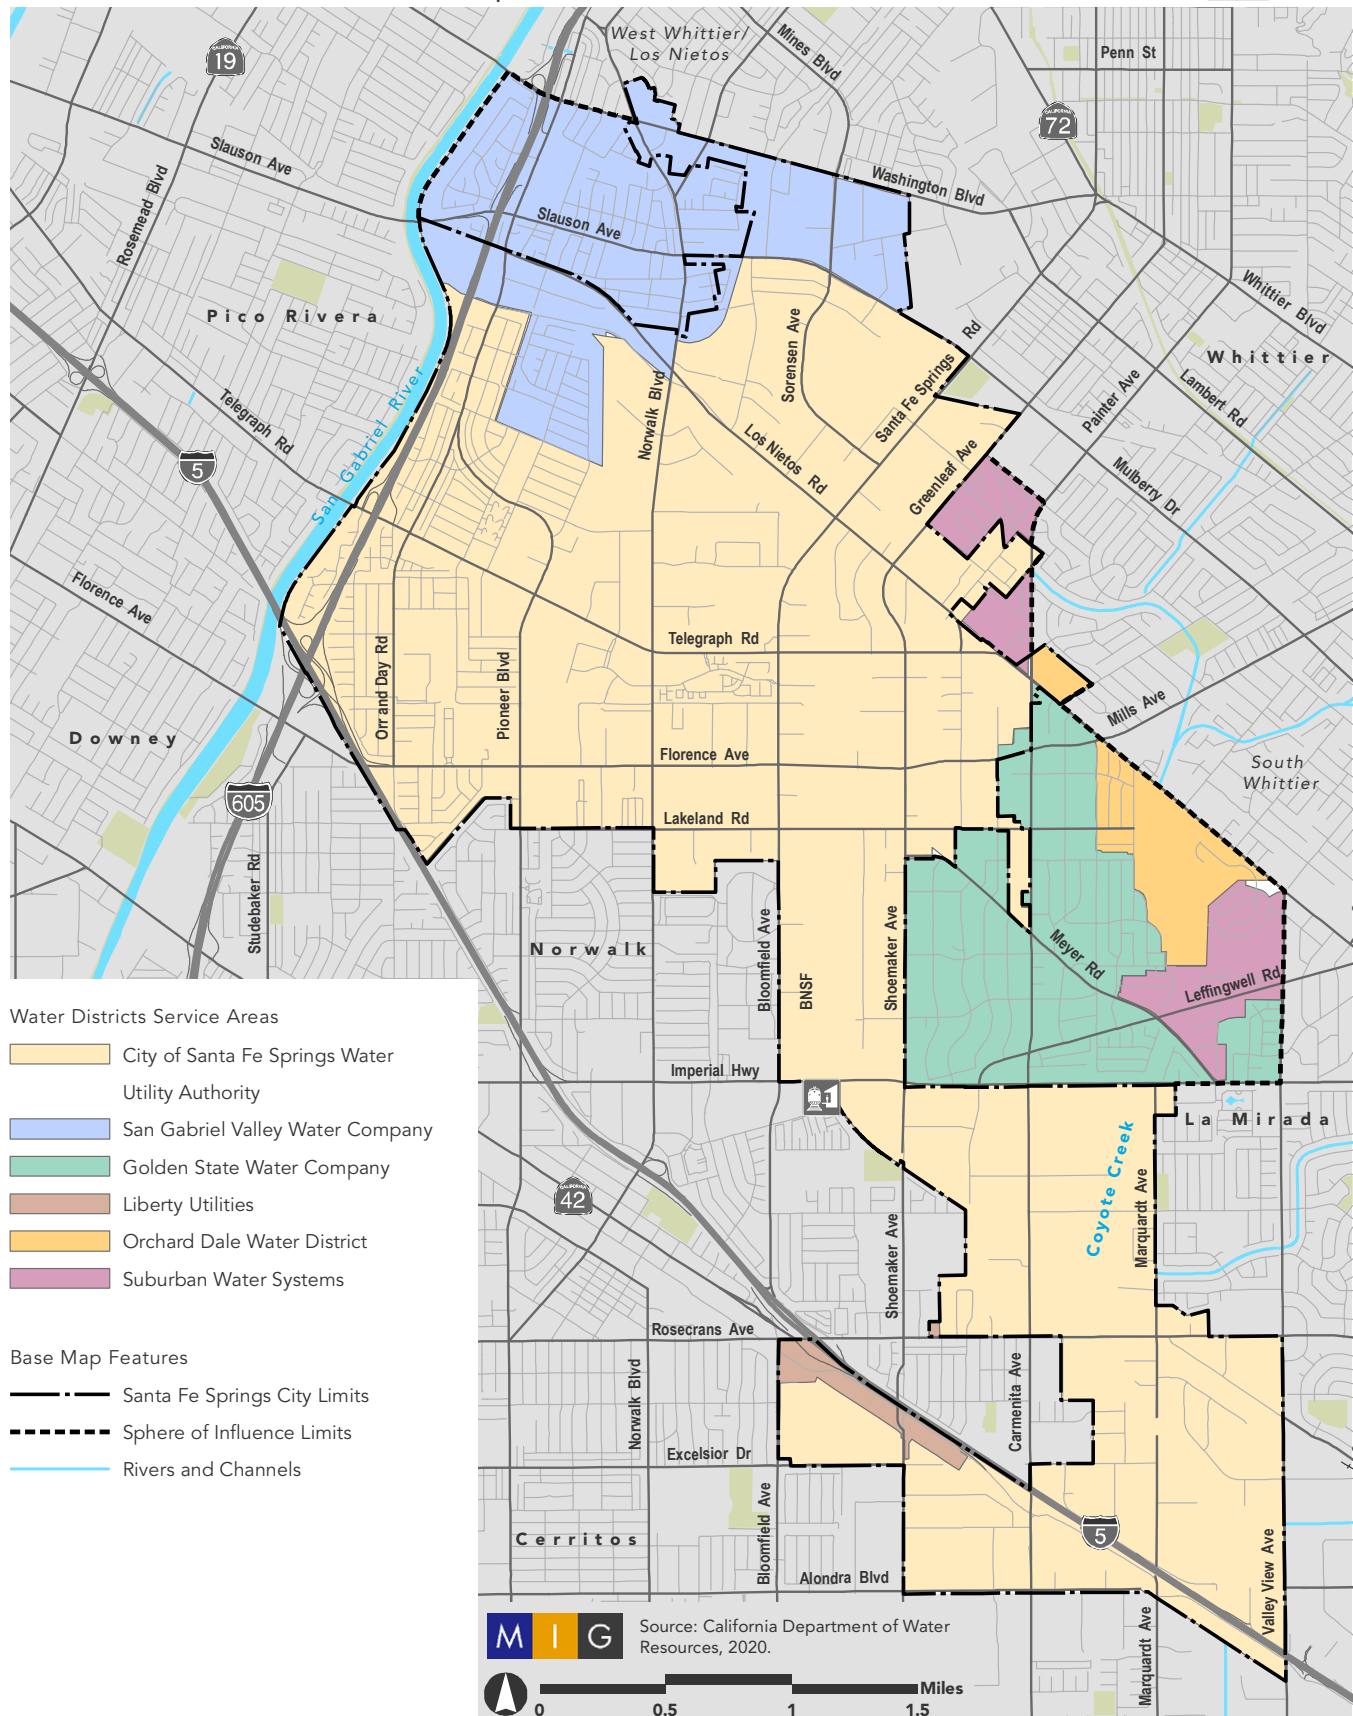 West Whittier/
Los Nietos
Mines Blvd
Penn St
CALIFORNIA
19
CALIFORNIA
72
Slauson Ave
Rosemead Blvd
Washington Blvd
Slauson Ave
Whittier Blvd
Pico Rivera
Sorensen Ave
Santa Fe Springs Rd
Whittier
Painter Ave
Lambert Rd
Telegraph Rd
San Gabriel River
Norwalk Blvd
Los Nietos Rd
Greenleaf Ave
Mulberry Dr
5
Florence Ave
Telegraph Rd
Orr and Day Rd
Pioneer Blvd
Mills Ave
Downey
Florence Ave
South
Whittier
605
Lakeland Rd
Studebaker Rd
Norwalk
Bloomfield Ave
BNSF
Shoemaker Ave
Meyer Rd
Leffingwell Rd
Imperial Hwy
La Mirada
Coyote Creek
Marquardt Ave
CALIFORNIA
42
Shoemaker Ave
Rosecrans Ave
Norwalk Blvd
Carmenita Ave
Excelsior Dr
Bloomfield Ave
Cerritos
5
Valley View Ave
Alondra Blvd
Marquardt Ave
Water Districts Service Areas
City of Santa Fe Springs Water
Utility Authority
San Gabriel Valley Water Company
Golden State Water Company
Liberty Utilities
Orchard Dale Water District
Suburban Water Systems
Base Map Features
Santa Fe Springs City Limits
Sphere of Influence Limits
Rivers and Channels
M I G
Source: California Department of Water
Resources, 2020.
0 0.5 1 1.5 Miles